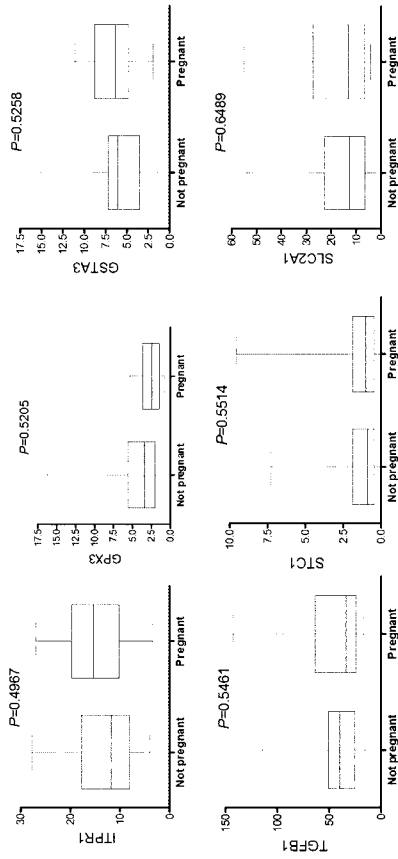 P=0.4967
30
20
10
0
ITPR1
Not pregnant
Pregnant
P=0.5205
17.5
15.0
12.5
10.0
7.5
5.0
2.5
0.0
GPX3
Not pregnant
Pregnant
P=0.5258
17.5
15.0
12.5
10.0
7.5
5.0
2.5
0.0
GSTA3
Not pregnant
Pregnant
P=0.5461
150
100
50
0
TGFB1
Not pregnant
Pregnant
P=0.5514
10.0
7.5
5.0
2.5
0.0
STC1
Not pregnant
Pregnant
P=0.6489
60
50
40
30
20
10
0
SLC2A1
Not pregnant
Pregnant